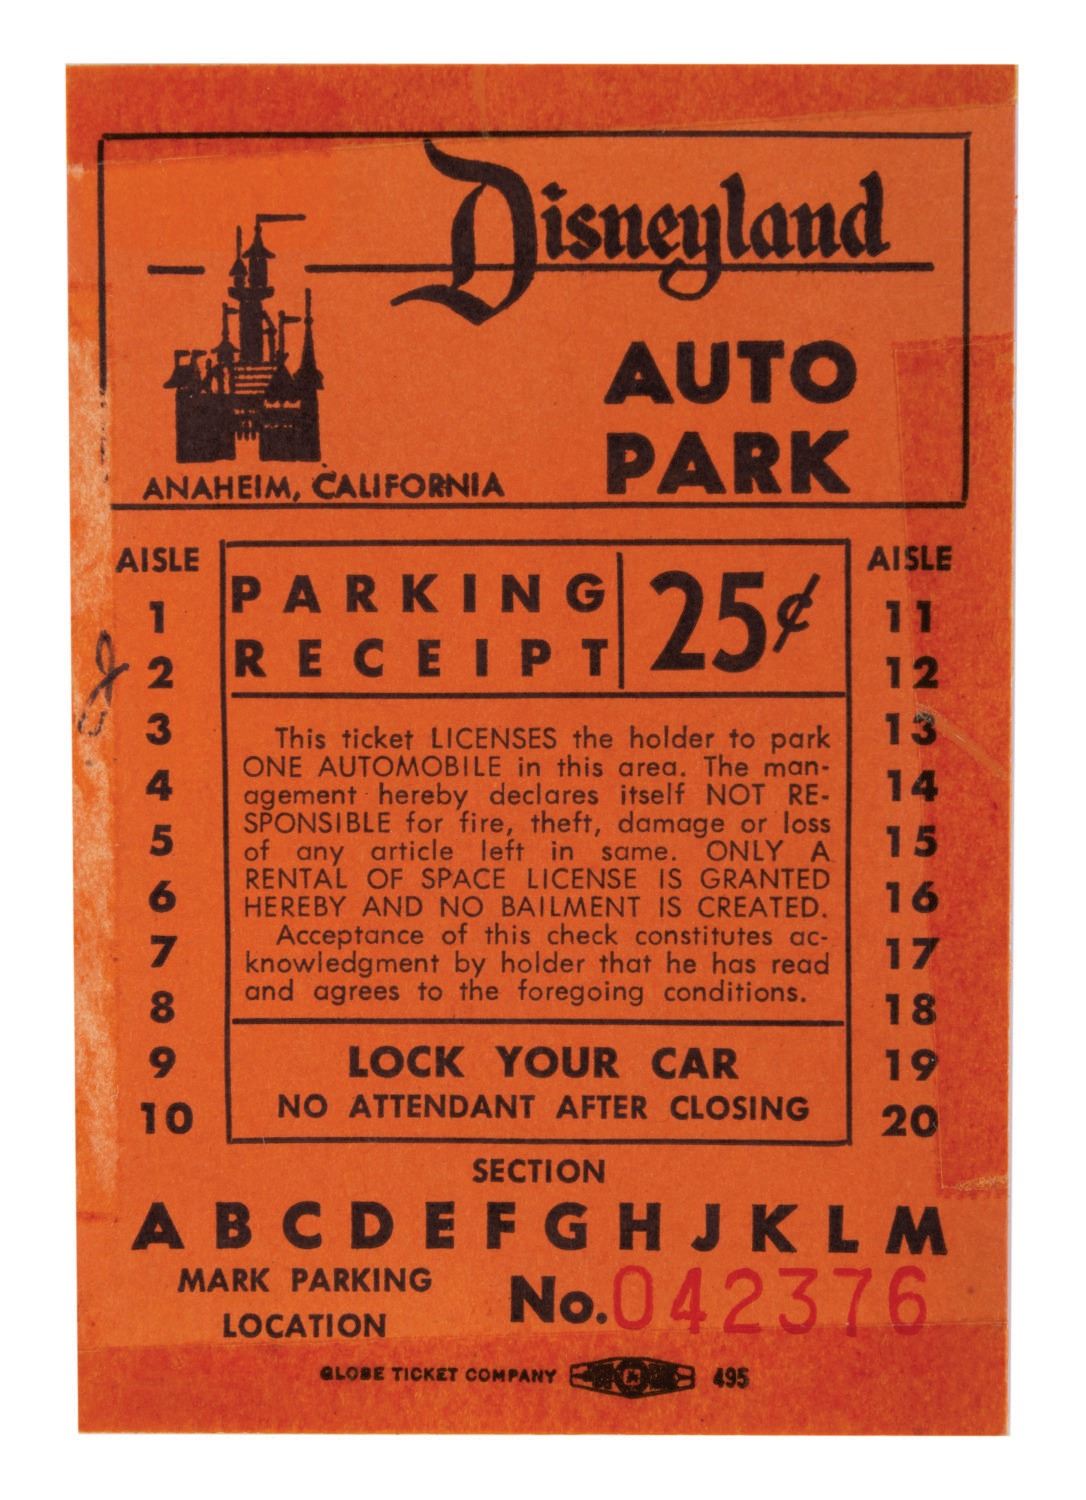 Disneyland
AUTO
PARK
ANAHEIM, CALIFORNIA
AISLE
1
2
3
4
5
6
7
8
9
10
PARKING
RECEIPT
25¢
This ticket LICENSES the holder to park
ONE AUTOMOBILE in this area. The man-
agement hereby declares itself NOT RE-
SPONSIBLE for fire, theft, damage or loss
of any article left in same. ONLY A
RENTAL OF SPACE LICENSE IS GRANTED
HEREBY AND NO BAILMENT IS CREATED.
Acceptance of this check constitutes ac-
knowledgment by holder that he has read
and agrees to the foregoing conditions.
LOCK YOUR CAR
NO ATTENDANT AFTER CLOSING
AISLE
11
12
13
14
15
16
17
18
19
20
SECTION
A B C D E F G H J K L M
MARK PARKING
LOCATION
No. 042376
GLOBE TICKET COMPANY 495